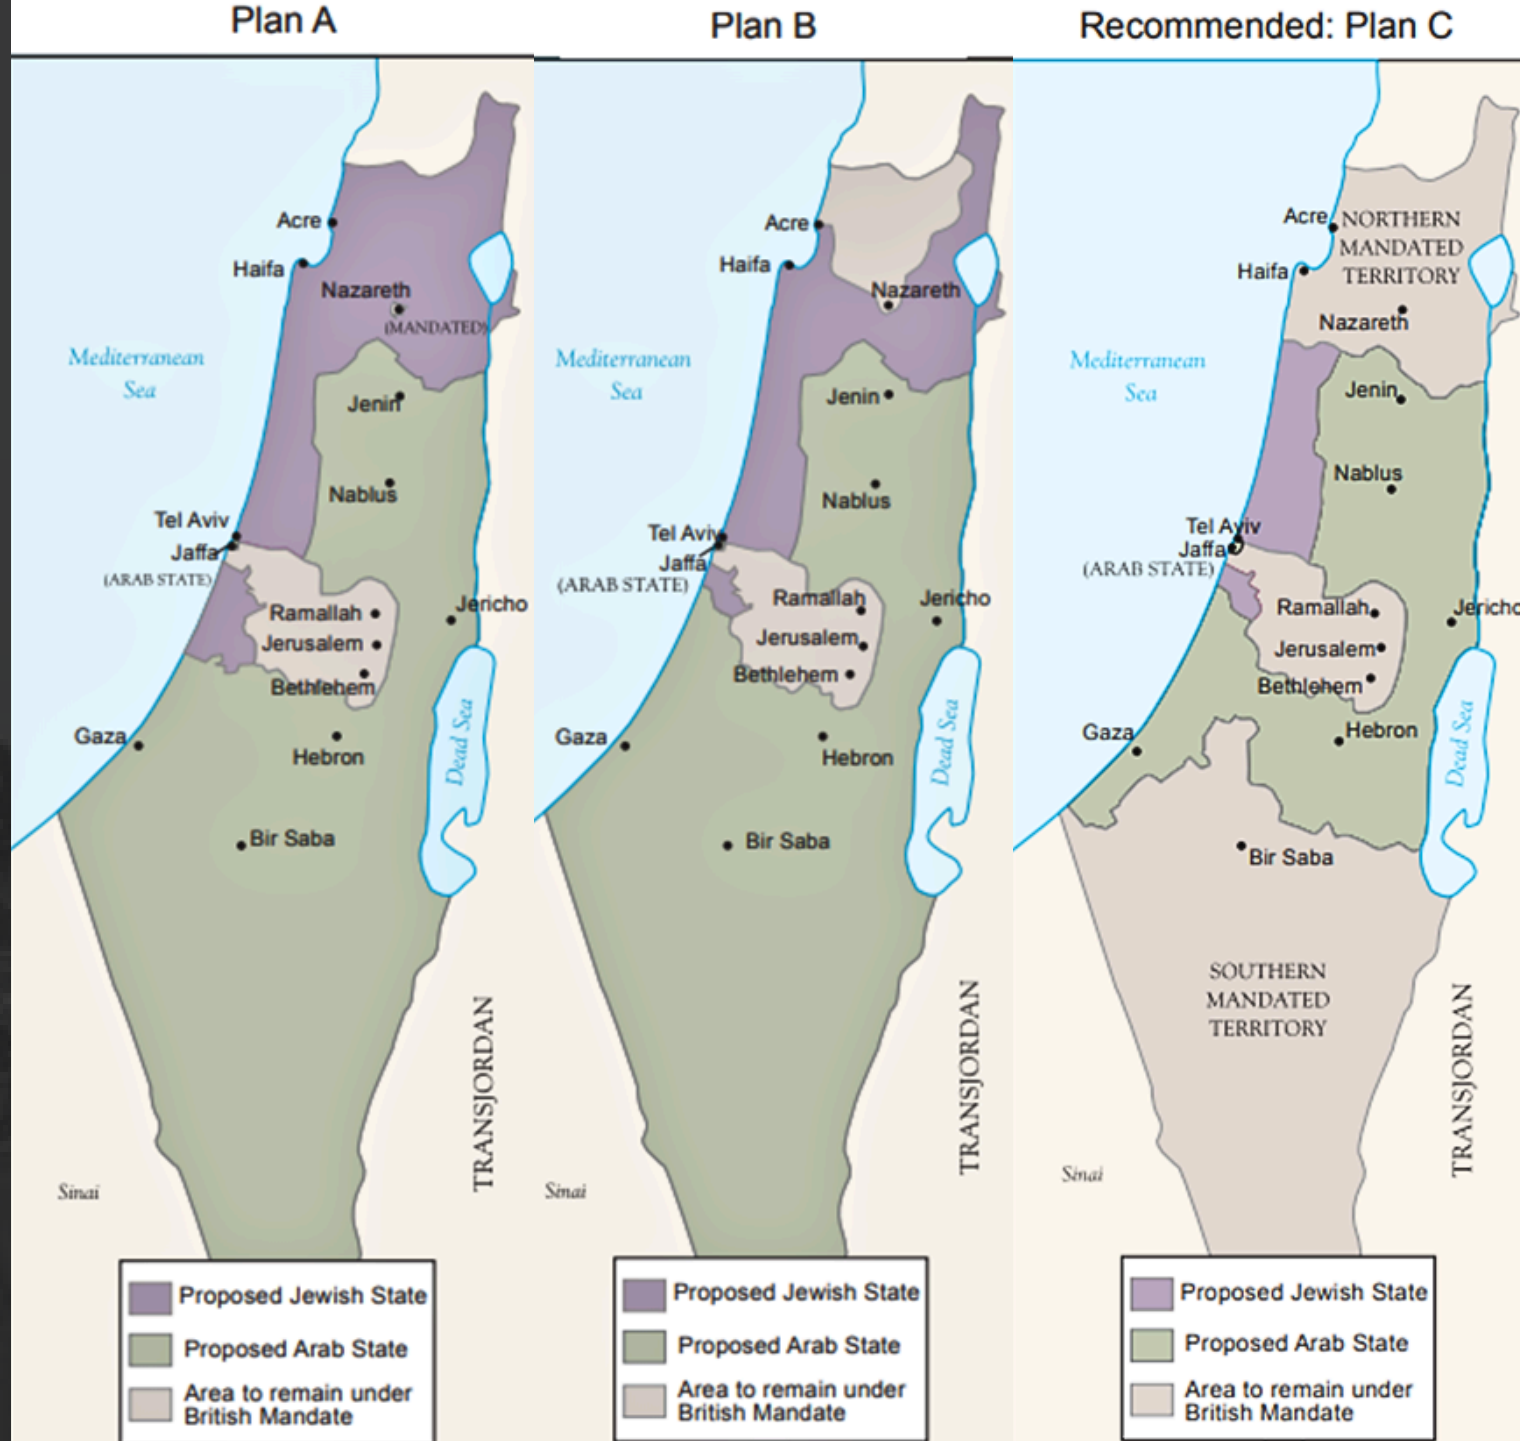 Plan A
Acre
Haifa
Nazareth
(MANDATED)
Mediterranean
Sea
Jenin
Nablus
Tel Aviv
Jaffa
(ARAB STATE)
Ramallah
Jericho
Jerusalem
Bethlehem
Gaza
Hebron
Dead Sea
Bir Saba
TRANSJORDAN
Sinai
Proposed Jewish State
Proposed Arab State
Area to remain under
British Mandate
Plan B
Acre
Haifa
Nazareth
Mediterranean
Sea
Jenin
Nablus
Tel Aviv
Jaffa
(ARAB STATE)
Ramallah
Jericho
Jerusalem
Bethlehem
Gaza
Hebron
Dead Sea
Bir Saba
TRANSJORDAN
Sinai
Proposed Jewish State
Proposed Arab State
Area to remain under
British Mandate
Recommended: Plan C
Acre
NORTHERN
MANDATED
TERRITORY
Haifa
Nazareth
Mediterranean
Sea
Jenin
Nablus
Tel Aviv
Jaffa
(ARAB STATE)
Ramallah
Jericho
Jerusalem
Bethlehem
Gaza
Hebron
Dead Sea
Bir Saba
SOUTHERN
MANDATED
TERRITORY
TRANSJORDAN
Sinai
Proposed Jewish State
Proposed Arab State
Area to remain under
British Mandate